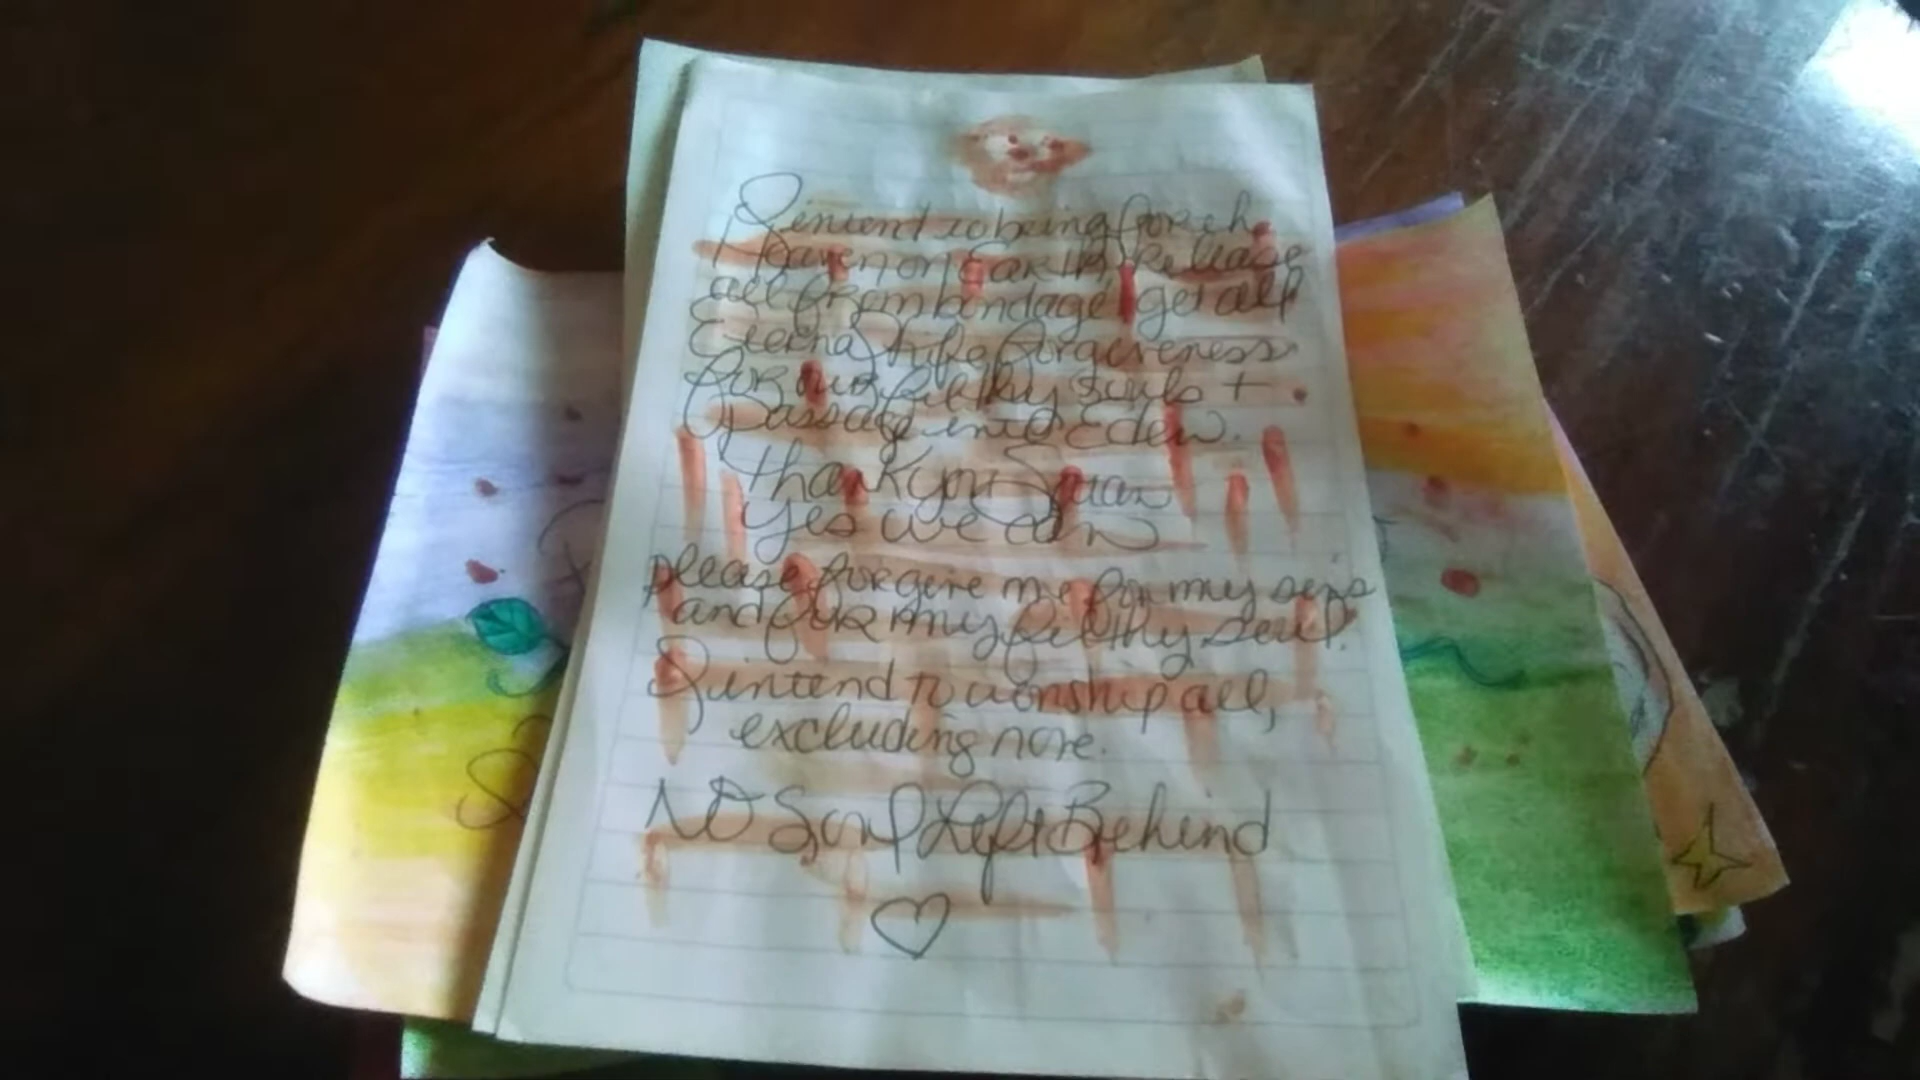 I intend to bring forth
Heaven on Earth, Release
all from bondage, get all
Eternal life, forgiveness
for our filthy souls +
passage into Eden.
Thank you
Yes we can
please forgive me for my sins
and for my filthy soul.
I intend to worship all,
excluding none.
NO Soul Left Behind